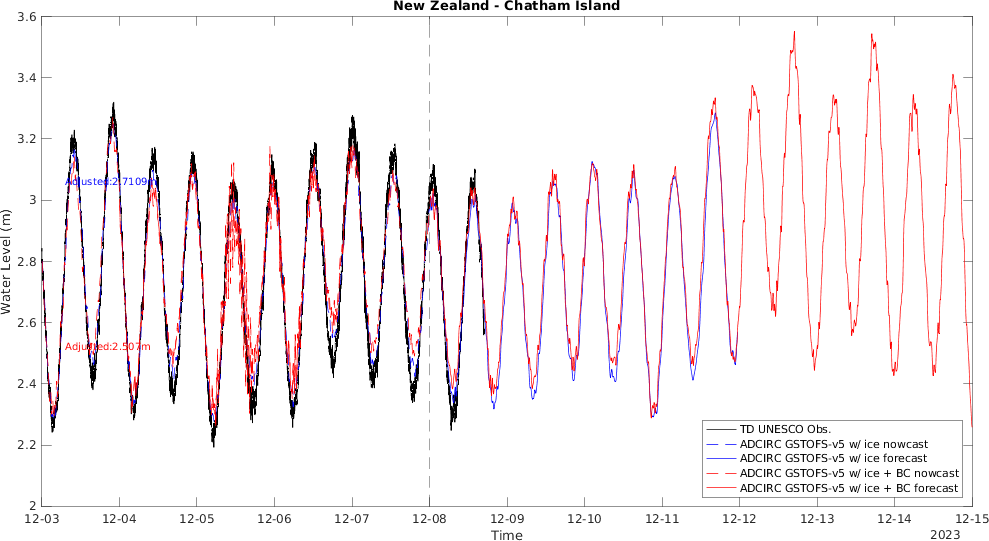 New Zealand - Chatham Island
3.6
3.4
3.2
3
2.8
2.6
2.4
2.2
2
Water Level (m)
Adjusted:2.7109m
Adjusted:2.507m
TD UNESCO Obs.
ADCIRC GSTOFS-v5 w/ ice nowcast
ADCIRC GSTOFS-v5 w/ ice forecast
ADCIRC GSTOFS-v5 w/ ice + BC nowcast
ADCIRC GSTOFS-v5 w/ ice + BC forecast
12-03 12-04 12-05 12-06 12-07 12-08 12-09 12-10 12-11 12-12 12-13 12-14 12-15
Time
2023